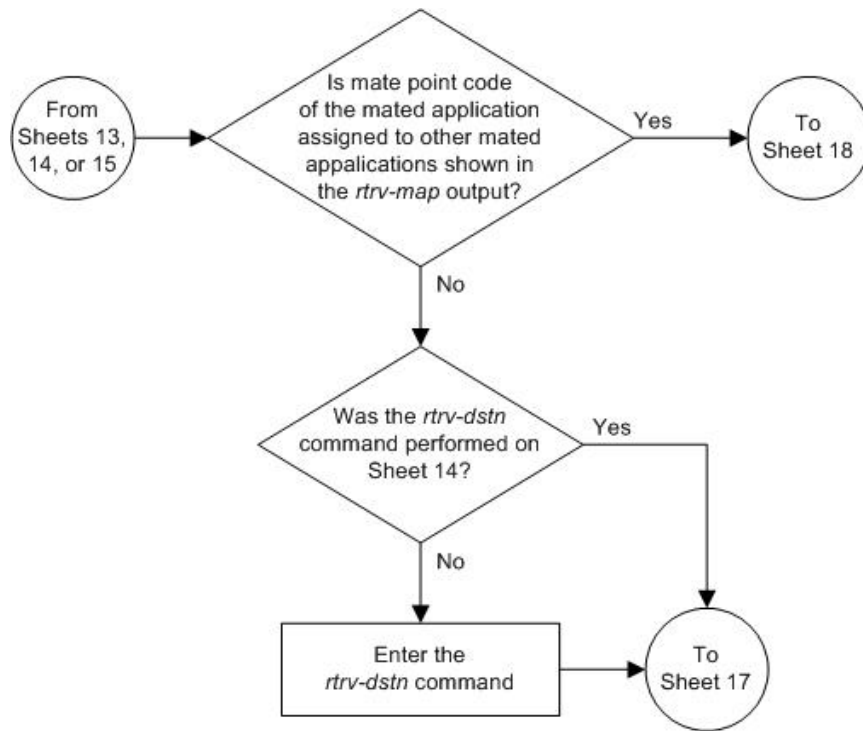 From
Sheets 13,
14, or 15
Is mate point code
of the mated application
assigned to other mated
appalications shown in
the rtrv-map output?
Yes
To
Sheet 18
No
Was the rtrv-dstn
command performed on
Sheet 14?
Yes
No
Enter the
rtrv-dstn command
To
Sheet 17